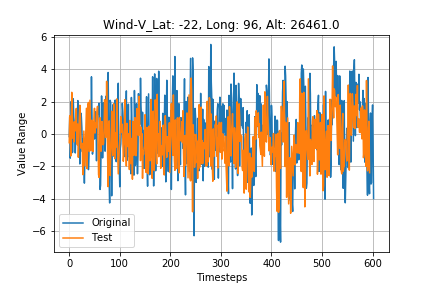 Wind-V_Lat: -22, Long: 96, Alt: 26461.0
Value Range
6
4
2
0
−2
−4
−6
Original
Test
0 100 200 300 400 500 600
Timesteps